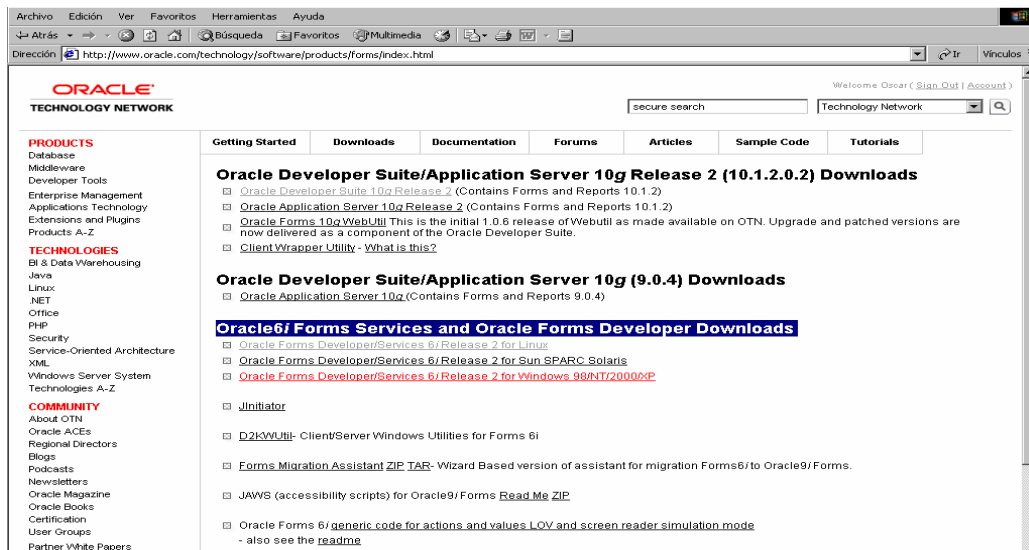 Archivo Edición Ver Favoritos Herramientas Ayuda
Atrás Búsqueda Favoritos Multimedia
Dirección http://www.oracle.com/technology/software/products/forms/index.html Ir Vínculos
Welcome Oscar ( Sign Out | Account )
ORACLE
TECHNOLOGY NETWORK
secure search Technology Network
Getting Started Downloads Documentation Forums Articles Sample Code Tutorials
PRODUCTS
Database
Middleware
Developer Tools
Enterprise Management
Applications Technology
Extensions and Plugins
Products A-Z
TECHNOLOGIES
BI & Data Warehousing
Java
Linux
.NET
Office
PHP
Security
Service-Oriented Architecture
XML
Windows Server System
Technologies A-Z
COMMUNITY
About OTN
Oracle ACEs
Regional Directors
Blogs
Podcasts
Newsletters
Oracle Magazine
Oracle Books
Certification
User Groups
Partner White Papers
Oracle Developer Suite/Application Server 10g Release 2 (10.1.2.0.2) Downloads
Oracle Developer Suite 10g Release 2 (Contains Forms and Reports 10.1.2)
Oracle Application Server 10g Release 2 (Contains Forms and Reports 10.1.2)
Oracle Forms 10g WebUtil This is the initial 1.0.6 release of Webutil as made available on OTN. Upgrade and patched versions are
now delivered as a component of the Oracle Developer Suite.
Client Wrapper Utility - What is this?
Oracle Developer Suite/Application Server 10g (9.0.4) Downloads
Oracle Application Server 10g (Contains Forms and Reports 9.0.4)
Oracle6i Forms Services and Oracle Forms Developer Downloads
Oracle Forms Developer/Services 6i Release 2 for Linux
Oracle Forms Developer/Services 6i Release 2 for Sun SPARC Solaris
Oracle Forms Developer/Services 6i Release 2 for Windows 98/NT/2000/XP
JInitiator
D2KWUtil- Client/Server Windows Utilities for Forms 6i
Forms Migration Assistant ZIP TAR- Wizard Based version of assistant for migration Forms6i to Oracle9i Forms.
JAWS (accessibility scripts) for Oracle9i Forms Read Me ZIP
Oracle Forms 6i generic code for actions and values LOV and screen reader simulation mode
- also see the readme